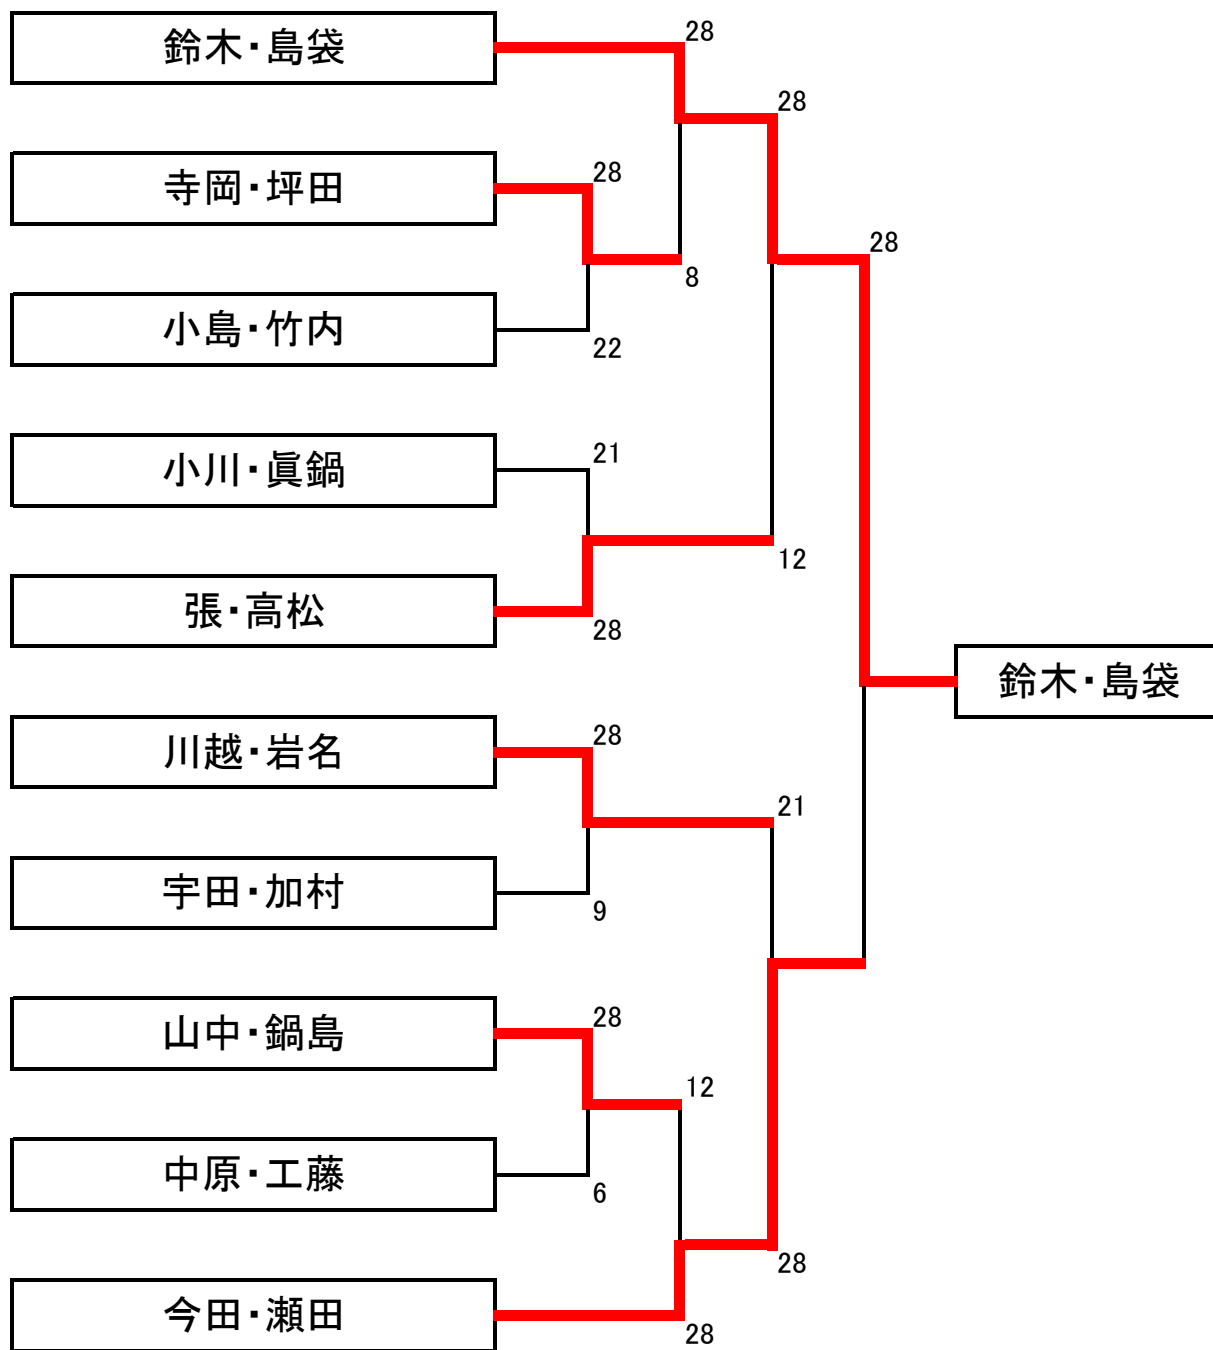 28
鈴木・島袋
28
28
寺岡・坪田
28
8
小島・竹内
22
21
小川・眞鍋
12
張・高松
28
鈴木・島袋
28
川越・岩名
21
宇田・加村
9
28
山中・鍋島
12
中原・工藤
6
28
今田・瀬田
28